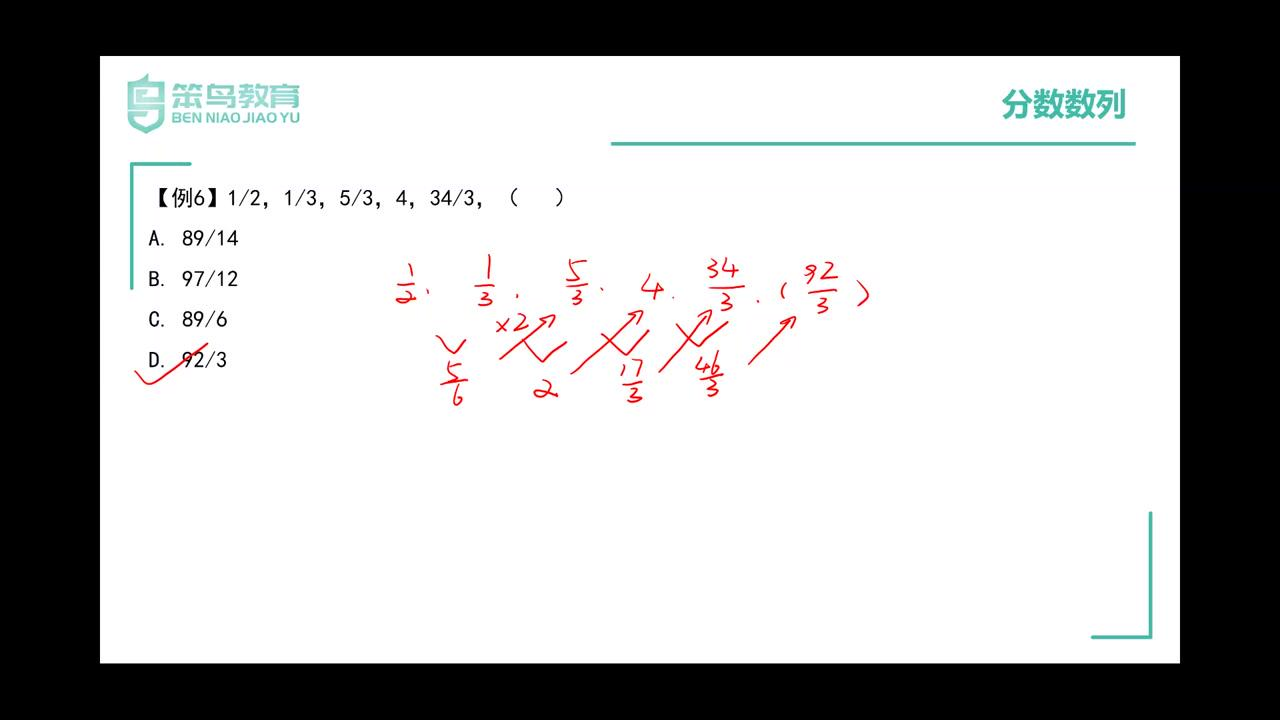 笨鸟教育
BEN NIAO JIAO YU
分数数列
【例6】1/2，1/3，5/3，4，34/3，（ ）
A. 89/14
B. 97/12
C. 89/6
D. 92/3
1/2, 1/3, 5/3, 4, 34/3, (92/3)
×2
5/6 2 17/3 46/3